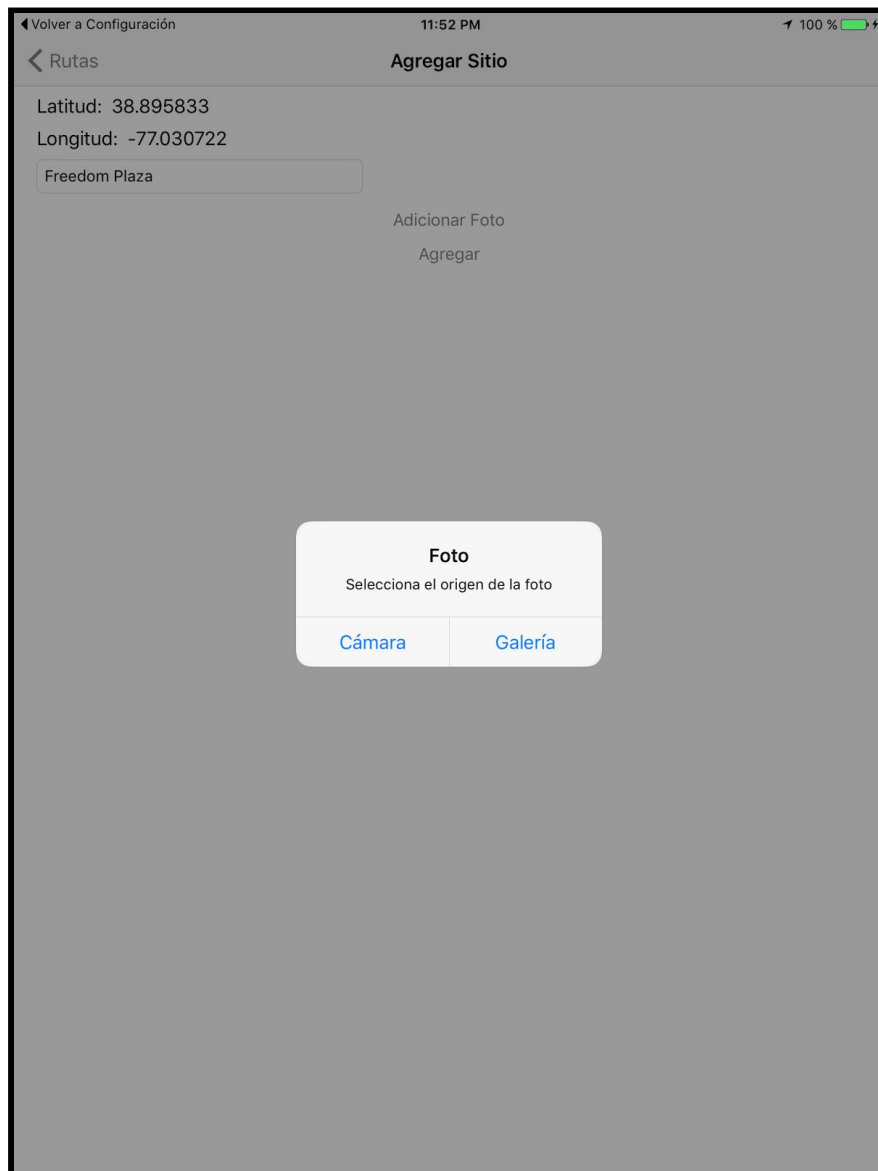 Volver a Configuración 11:52 PM 100 %
Rutas Agregar Sitio
Latitud: 38.895833
Longitud: -77.030722
Freedom Plaza
Adicionar Foto
Agregar
Foto
Selecciona el origen de la foto
Cámara Galería